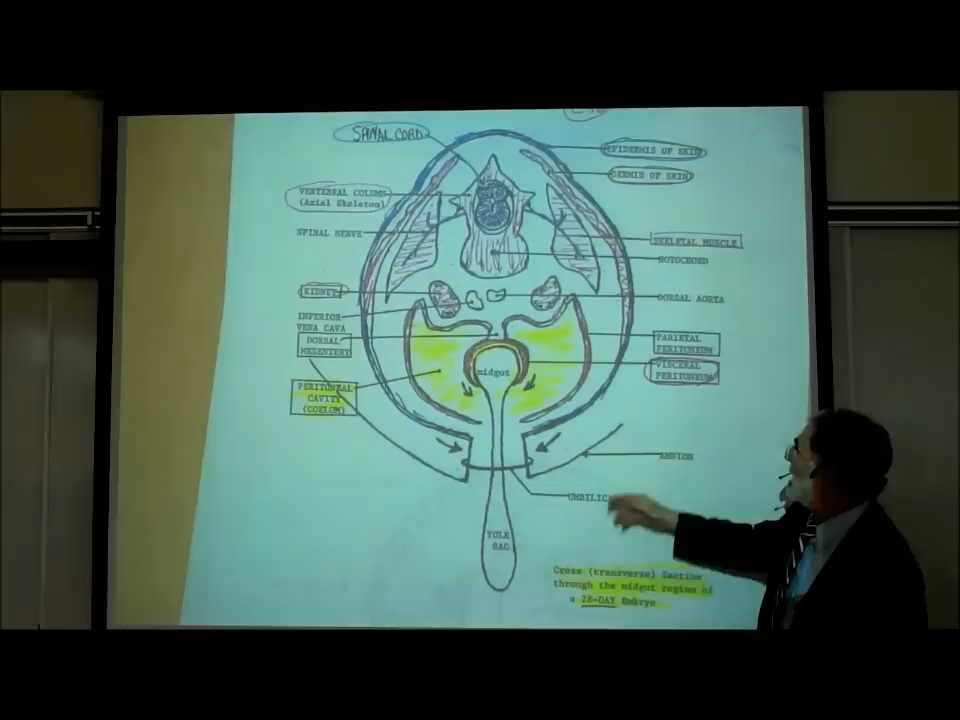 SPINAL CORD
EPIDERMIS OF SKIN
DERMIS OF SKIN
VERTEBRAL COLUMN
(Axial Skeleton)
SPINAL NERVE
SKELETAL MUSCLE
NOTOCHORD
KIDNEY
DORSAL AORTA
INFERIOR
VENA CAVA
DORSAL
MESENTERY
PARIETAL
PERITONEUM
midgut
VISCERAL
PERITONEUM
PERITONEAL
CAVITY
(COELOM)
AMNION
YOLK
SAC
Cross (transverse) Section
through the midgut region of
a 28-DAY Embryo